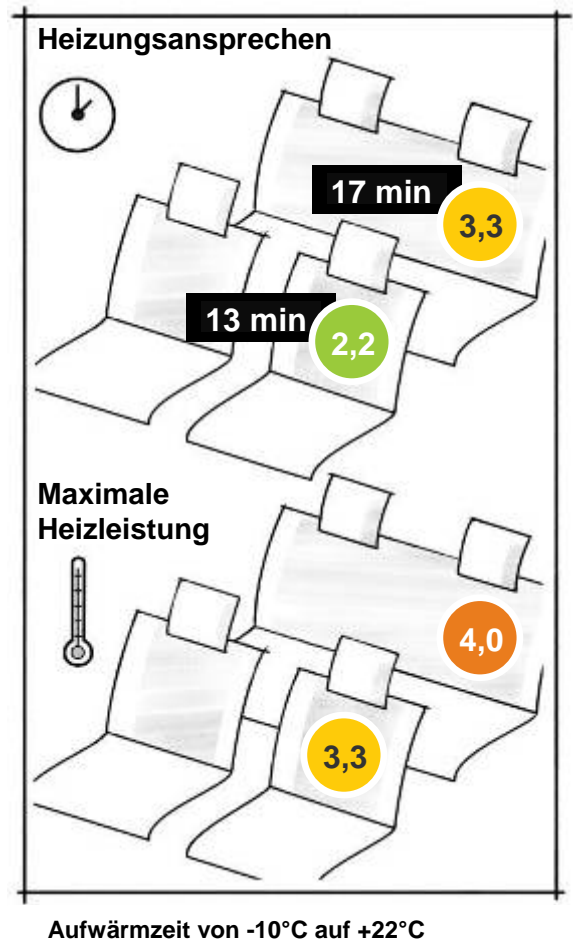 Heizungsansprechen
17 min
3,3
13 min
2,2
Maximale
Heizleistung
4,0
3,3
Aufwärmzeit von -10°C auf +22°C